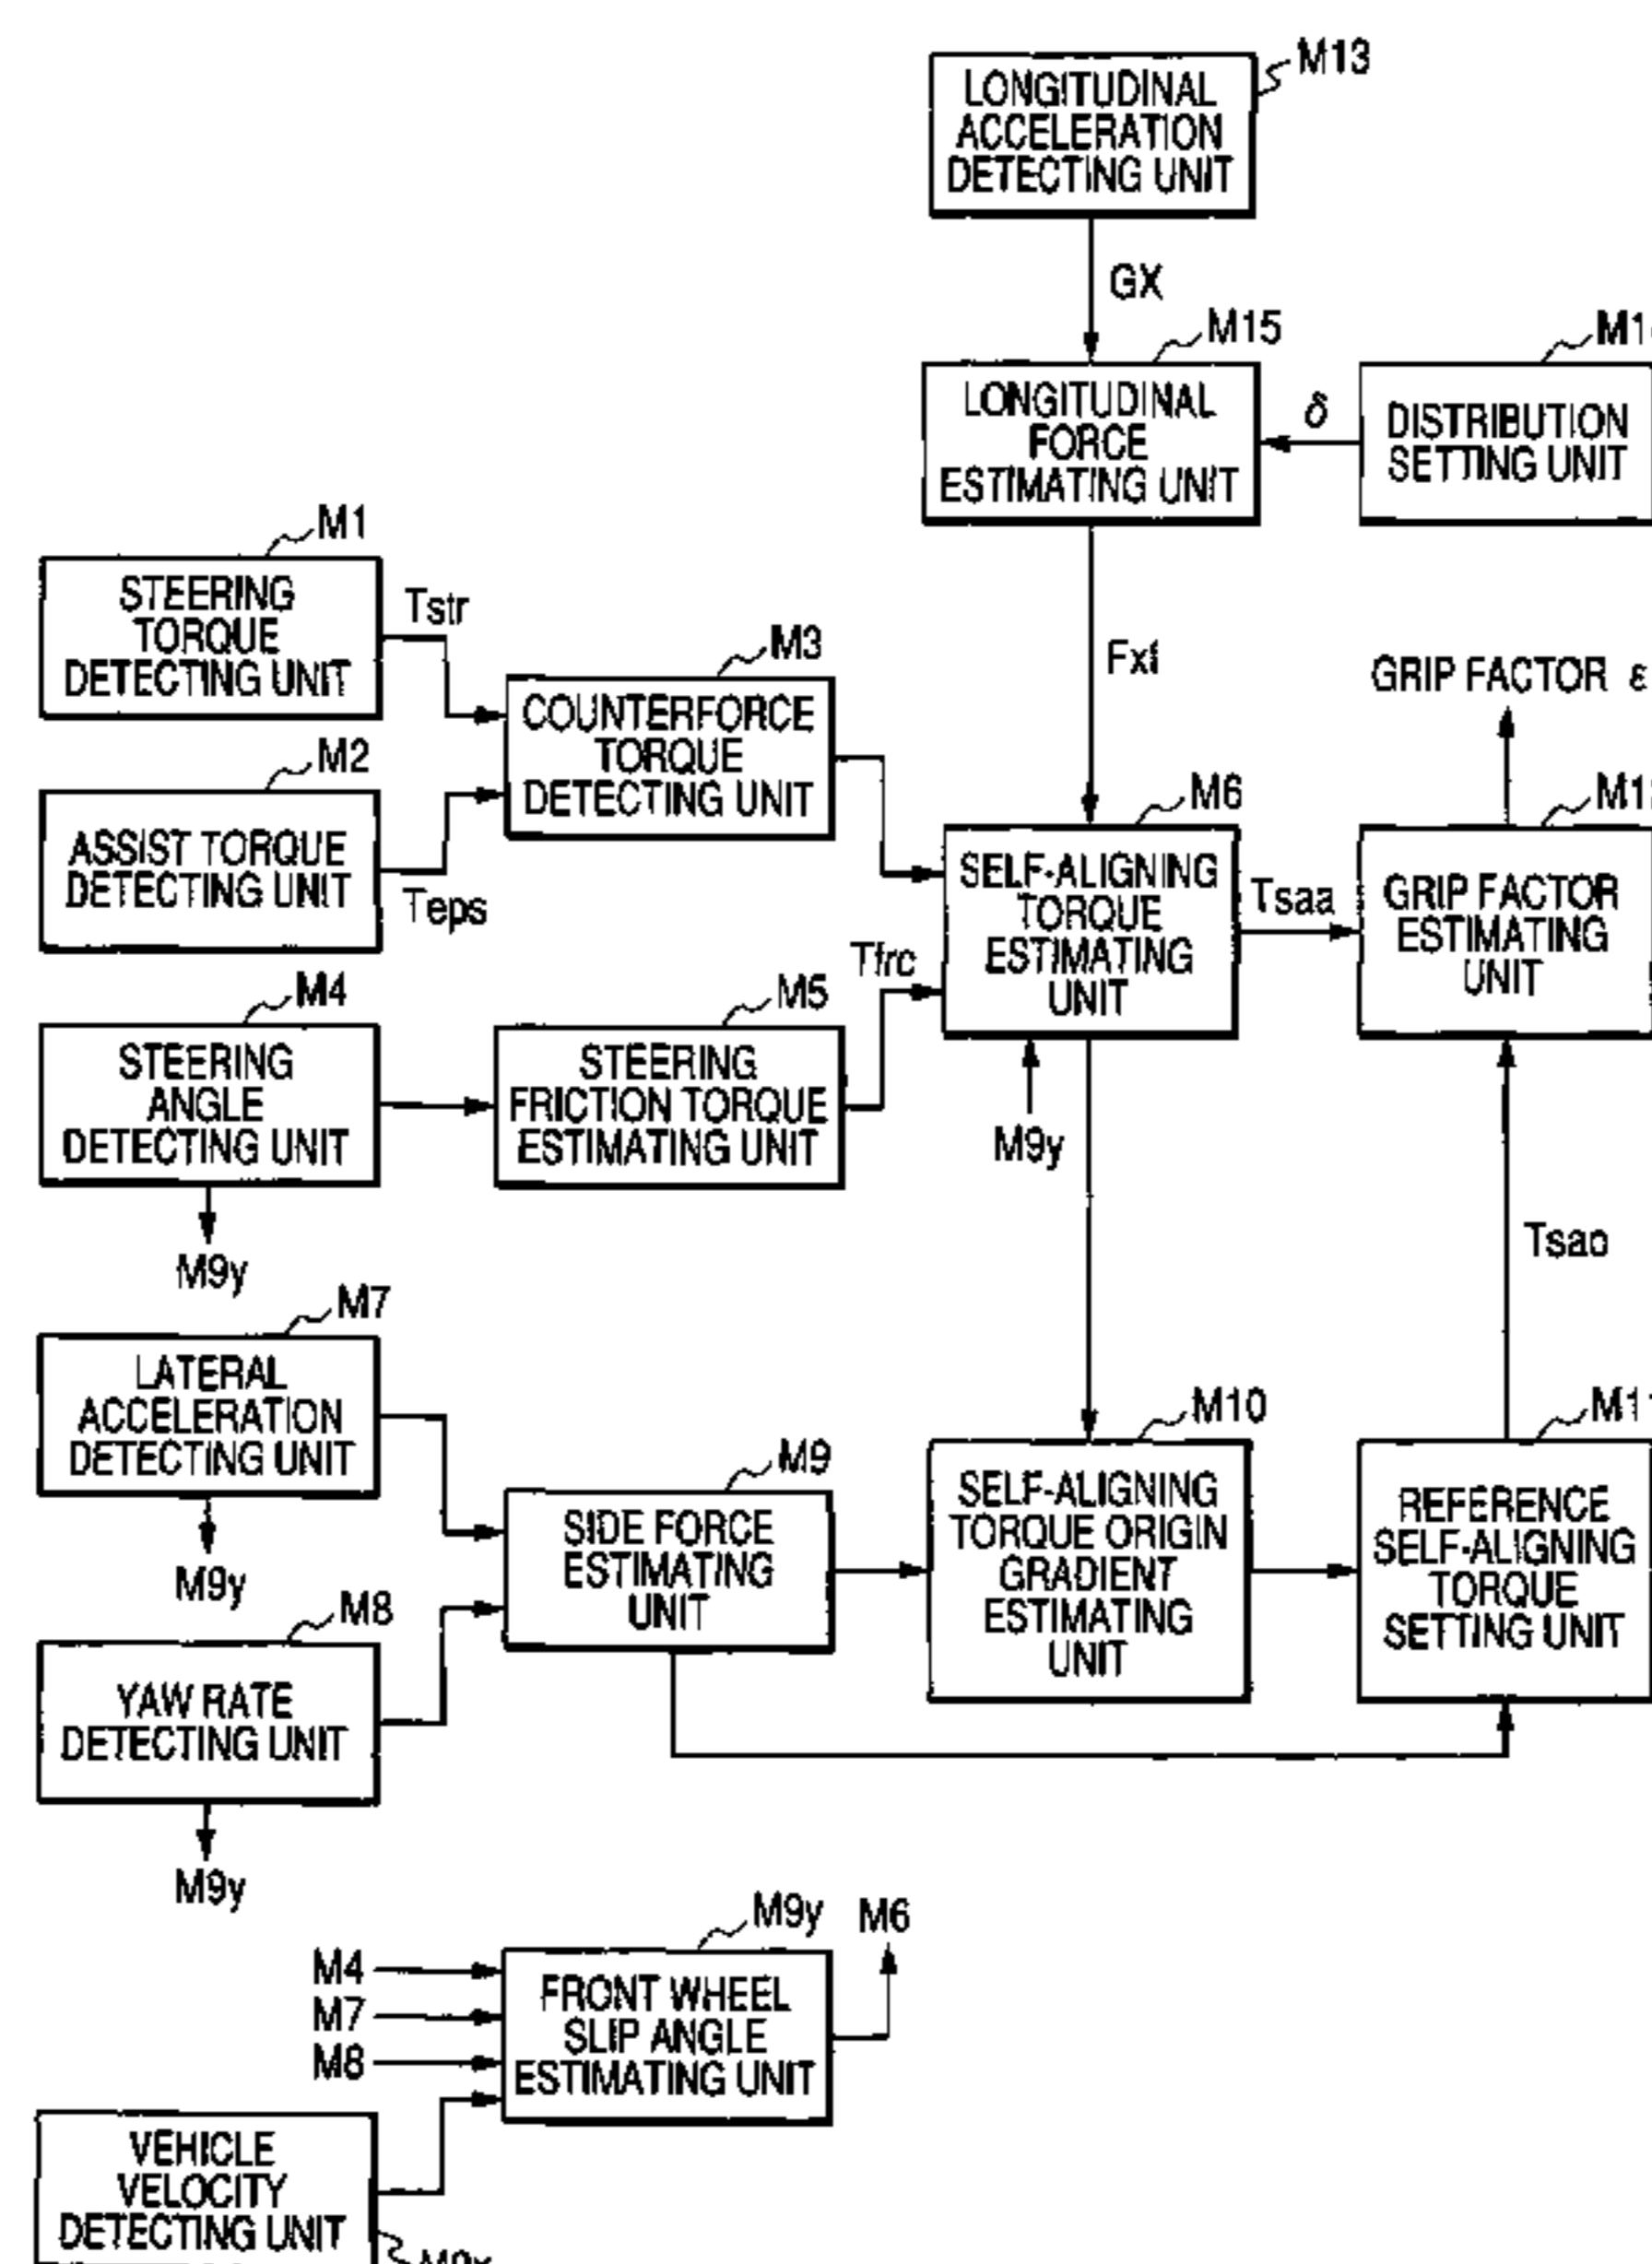 M13
LONGITUDINAL
ACCELERATION
DETECTING UNIT
GX
M15
LONGITUDINAL
FORCE
ESTIMATING UNIT
δ
DISTRIBUTION
SETTING UNIT
M1
STEERING
TORQUE
DETECTING UNIT
Tstr
M2
ASSIST TORQUE
DETECTING UNIT
Teps
M3
COUNTERFORCE
TORQUE
DETECTING UNIT
Fxf
GRIP FACTOR ε
M6
SELF-ALIGNING
TORQUE
ESTIMATING
UNIT
Tsaa
GRIP FACTOR
ESTIMATING
UNIT
M4
STEERING
ANGLE
DETECTING UNIT
M9y
M5
STEERING
FRICTION TORQUE
ESTIMATING UNIT
Tfrc
M9y
Tsao
M7
LATERAL
ACCELERATION
DETECTING UNIT
M9y
M8
YAW RATE
DETECTING UNIT
M9y
M9
SIDE FORCE
ESTIMATING
UNIT
M10
SELF-ALIGNING
TORQUE ORIGIN
GRADIENT
ESTIMATING
UNIT
M11
REFERENCE
SELF-ALIGNING
TORQUE
SETTING UNIT
M9y
M6
M4
M7
M8
FRONT WHEEL
SLIP ANGLE
ESTIMATING UNIT
VEHICLE
VELOCITY
DETECTING UNIT